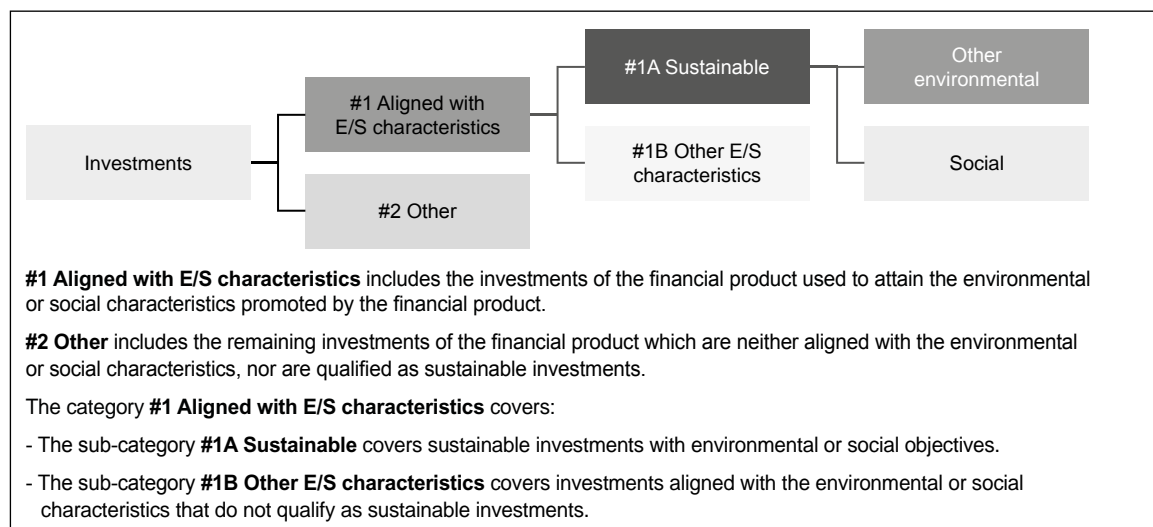 Investments
#1 Aligned with
E/S characteristics
#2 Other
#1A Sustainable
#1B Other E/S
characteristics
Other
environmental
Social
#1 Aligned with E/S characteristics includes the investments of the financial product used to attain the environmental
or social characteristics promoted by the financial product.
#2 Other includes the remaining investments of the financial product which are neither aligned with the environmental
or social characteristics, nor are qualified as sustainable investments.
The category #1 Aligned with E/S characteristics covers:
- The sub-category #1A Sustainable covers sustainable investments with environmental or social objectives.
- The sub-category #1B Other E/S characteristics covers investments aligned with the environmental or social
characteristics that do not qualify as sustainable investments.